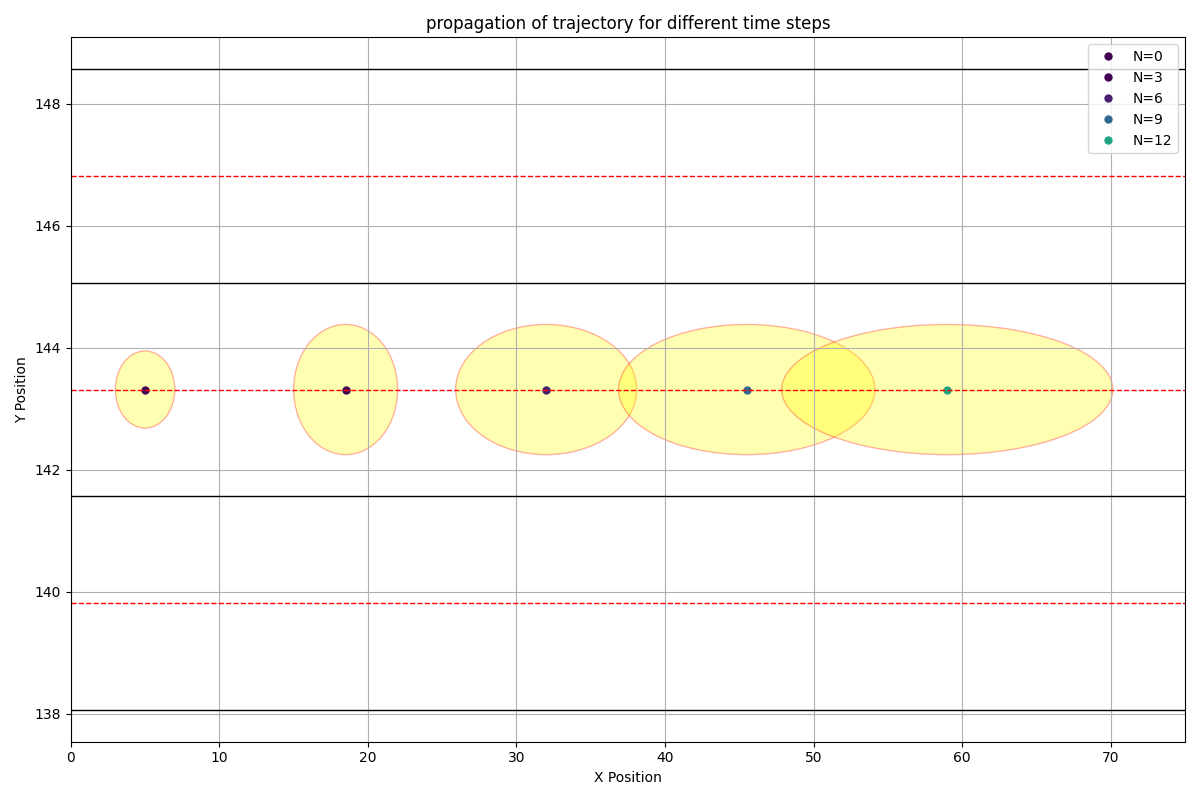 propagation of trajectory for different time steps
N=0
N=3
N=6
N=9
N=12
148
146
144
142
140
138
Y Position
0 10 20 30 40 50 60 70
X Position